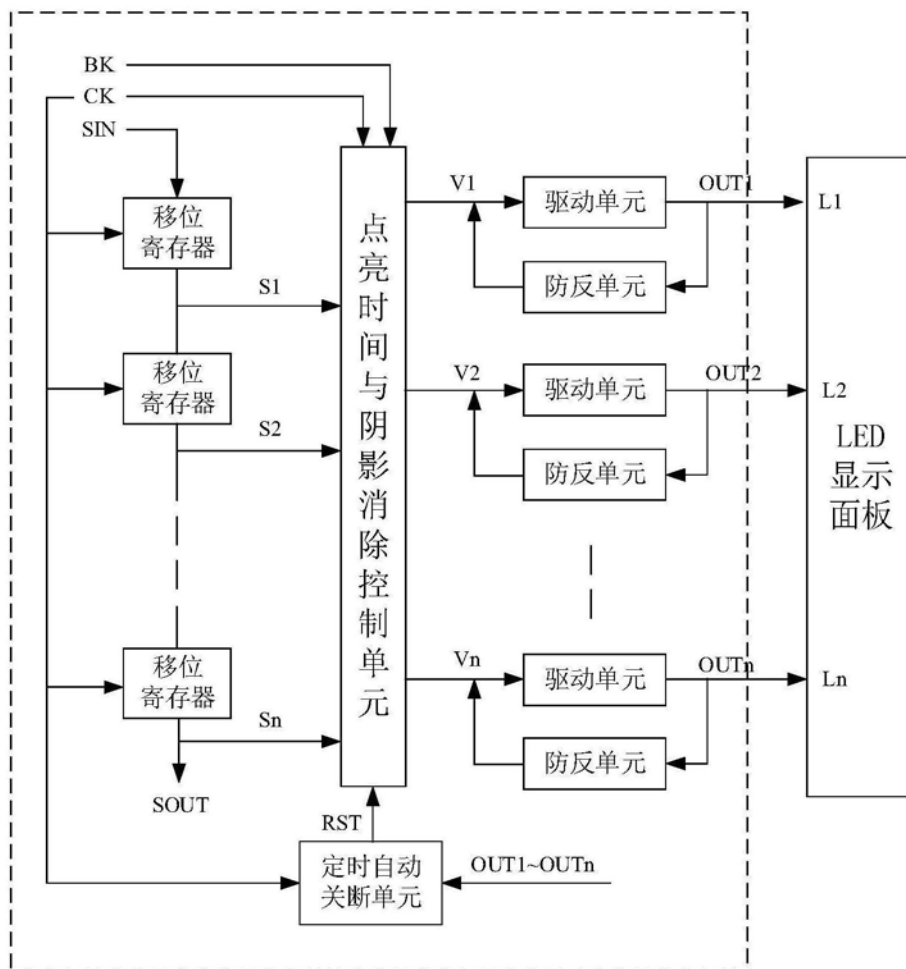 BK
CK
SIN
移位
寄存器
S1
移位
寄存器
S2
移位
寄存器
Sn
SOUT
点亮时间与阴影消除控制单元
RST
定时自动
关断单元
OUT1~OUTn
V1
驱动单元
OUT1
防反单元
V2
驱动单元
OUT2
防反单元
Vn
驱动单元
OUTn
防反单元
L1
L2
LED
显示
面板
Ln